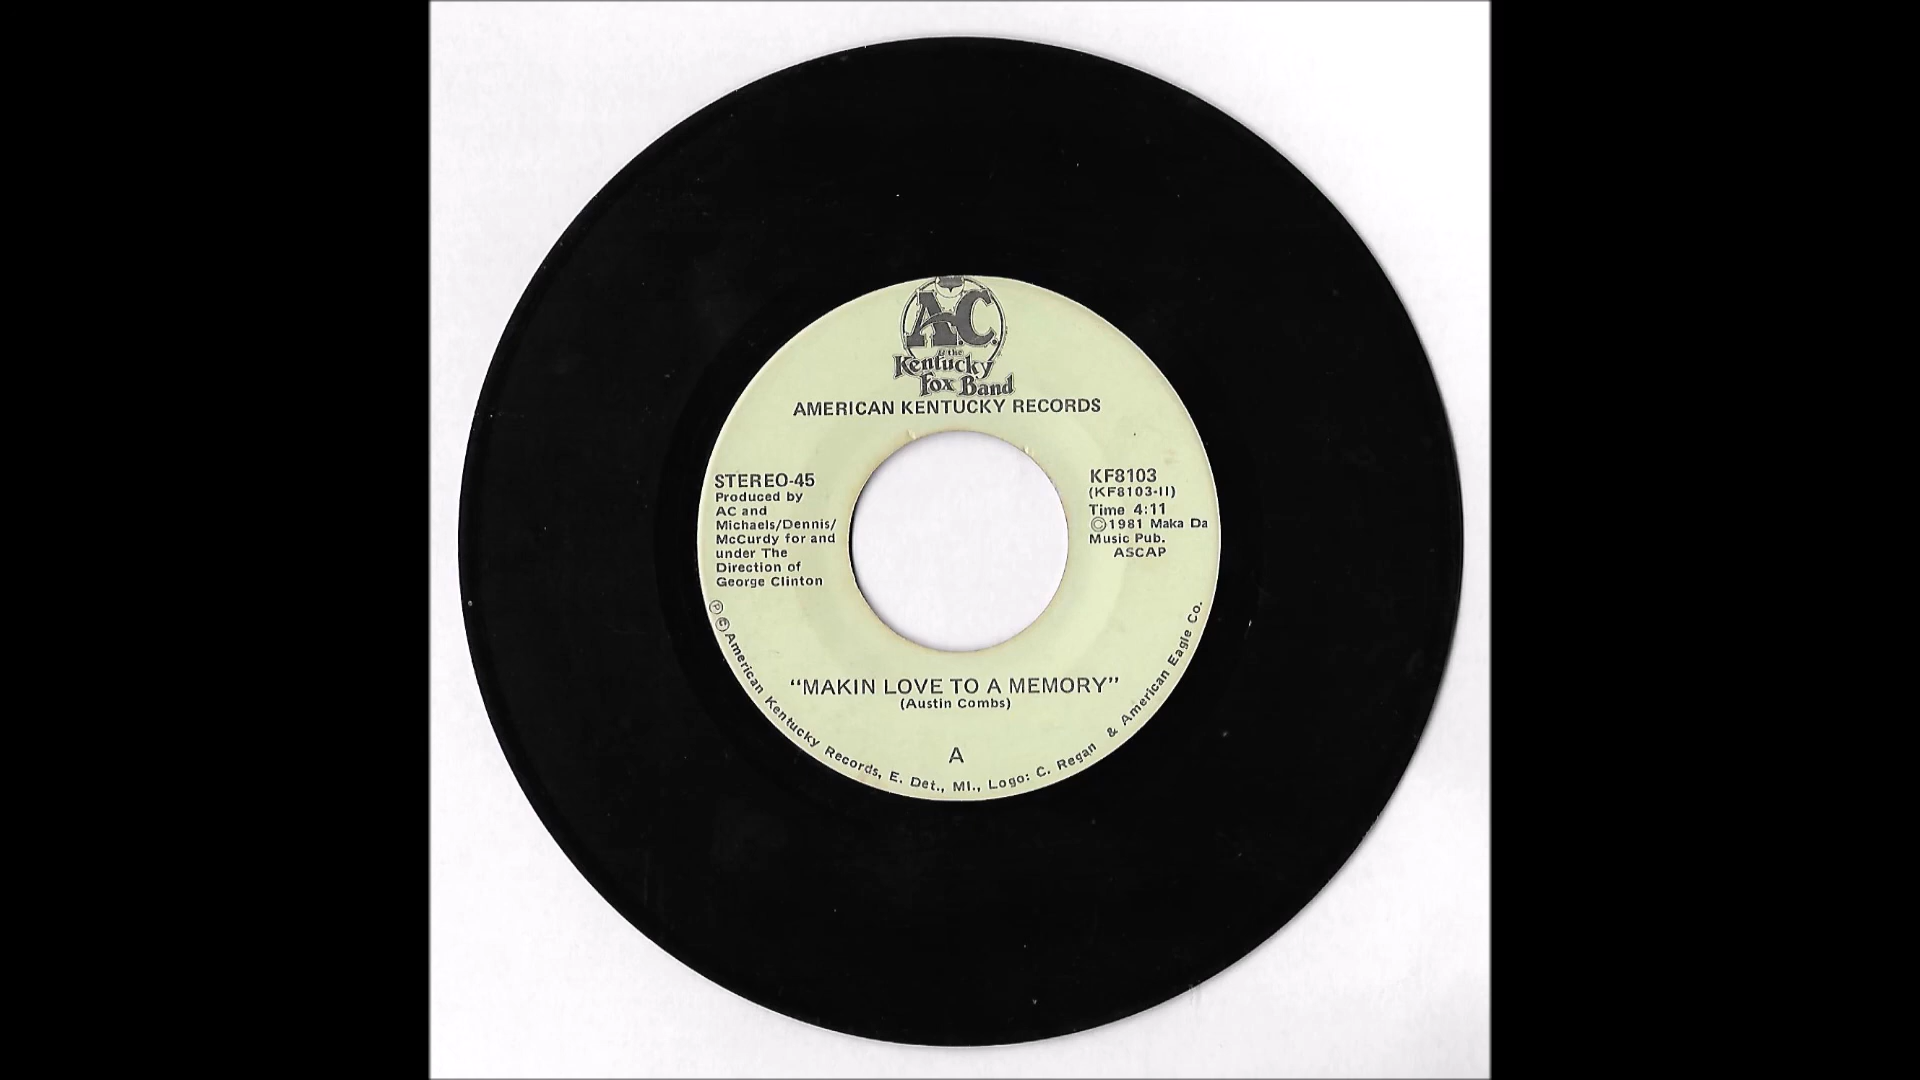 A.C.
& the
Kentucky
Fox Band
AMERICAN KENTUCKY RECORDS
STEREO-45
Produced by
AC and
Michaels/Dennis/
McCurdy for and
under The
Direction of
George Clinton
KF8103
(KF8103-II)
Time 4:11
©1981 Maka Da
Music Pub.
ASCAP
"MAKIN LOVE TO A MEMORY"
(Austin Combs)
A
℗ © American Kentucky Records, E. Det., MI., Logo: C. Regan & American Eagle Co.